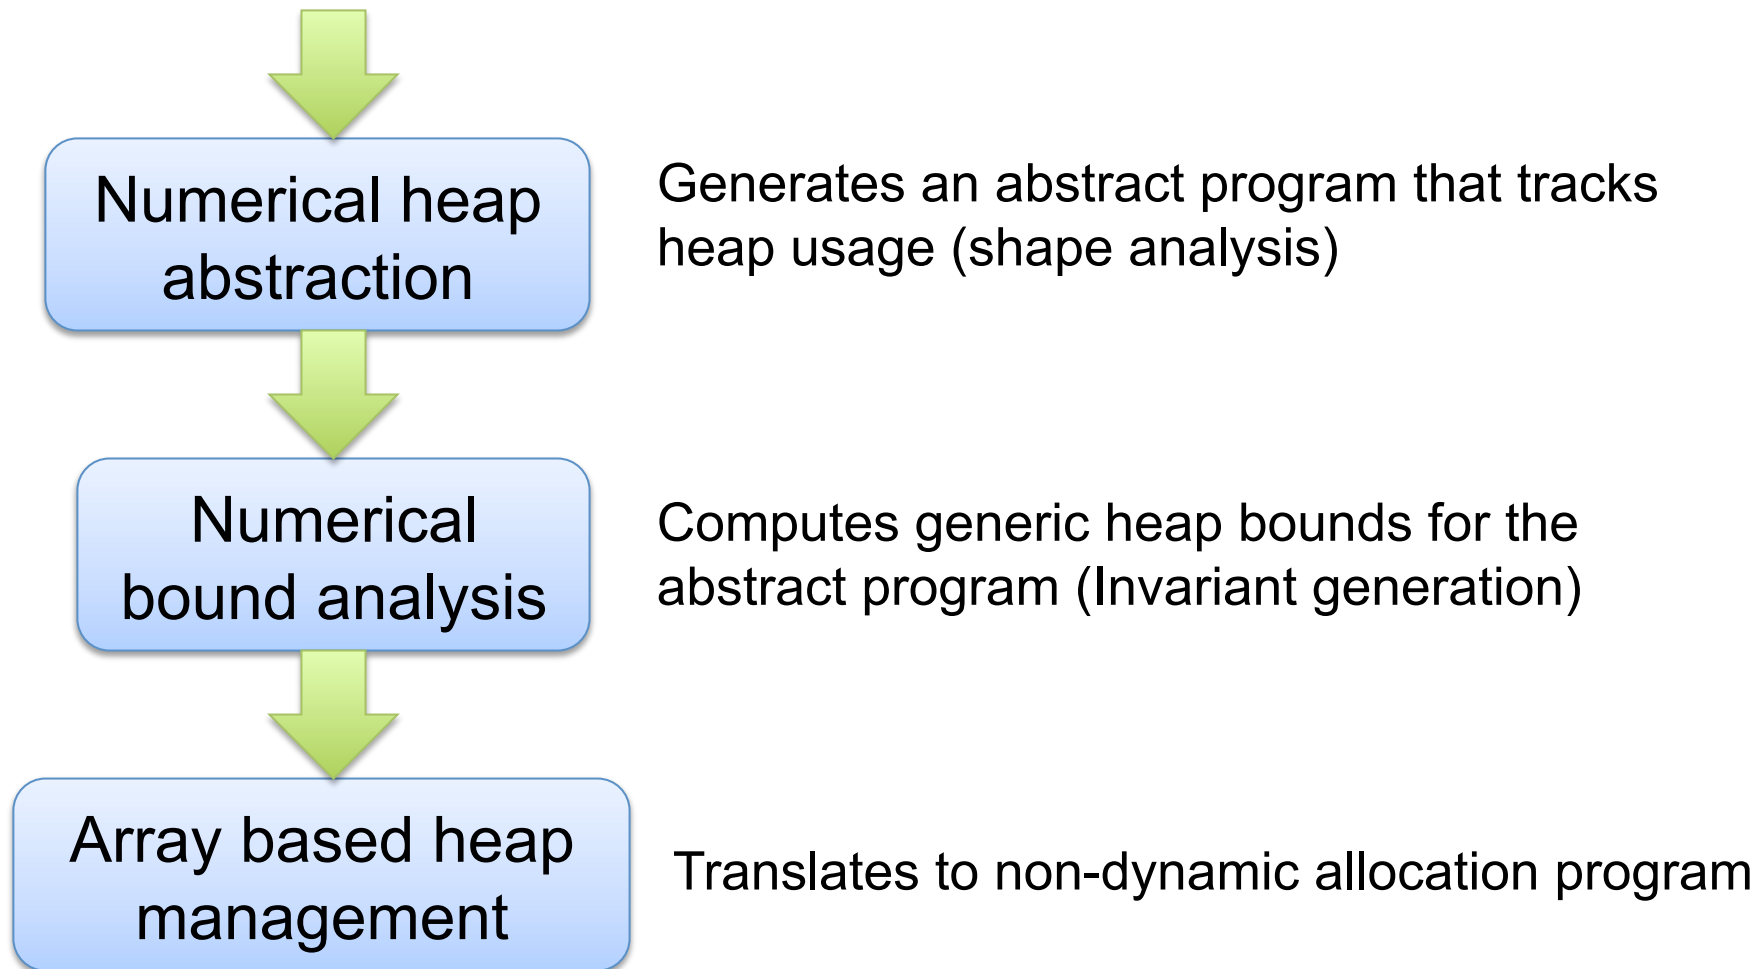 Numerical heap
abstraction
Generates an abstract program that tracks
heap usage (shape analysis)
Numerical
bound analysis
Computes generic heap bounds for the
abstract program (Invariant generation)
Array based heap
management
Translates to non-dynamic allocation program